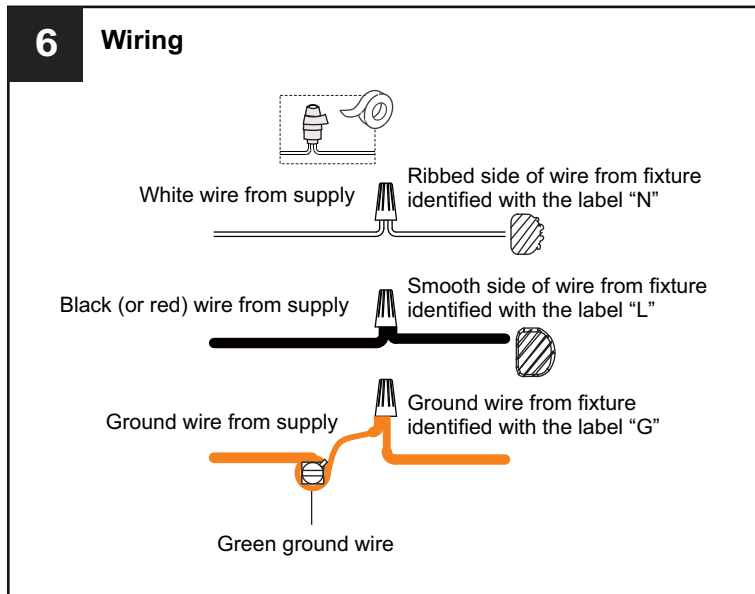 6
Wiring
White wire from supply
Ribbed side of wire from fixture
identified with the label “N”
Black (or red) wire from supply
Smooth side of wire from fixture
identified with the label “L”
Ground wire from supply
Ground wire from fixture
identified with the label “G”
Green ground wire